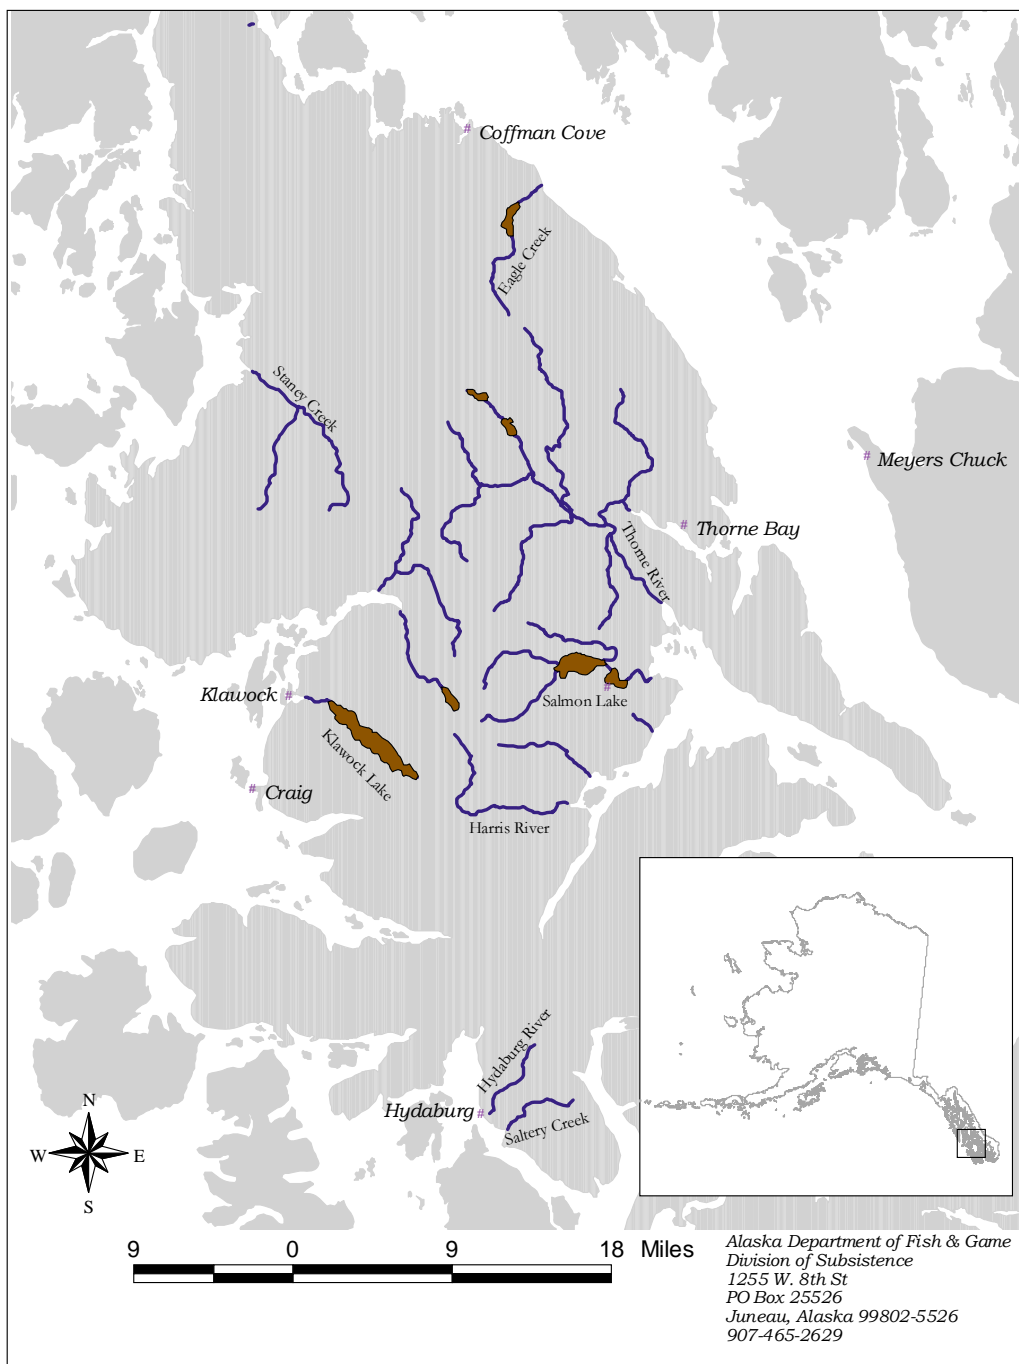 # Coffman Cove
Eagle Creek
Staney Creek
# Meyers Chuck
# Thorne Bay
Thorne River
Klawock #
#
Salmon Lake
Klawock Lake
# Craig
Harris River
Hydaburg River
Hydaburg #
Saltery Creek
N
W E
S
9 0 9 18 Miles
Alaska Department of Fish & Game
Division of Subsistence
1255 W. 8th St
PO Box 25526
Juneau, Alaska 99802-5526
907-465-2629